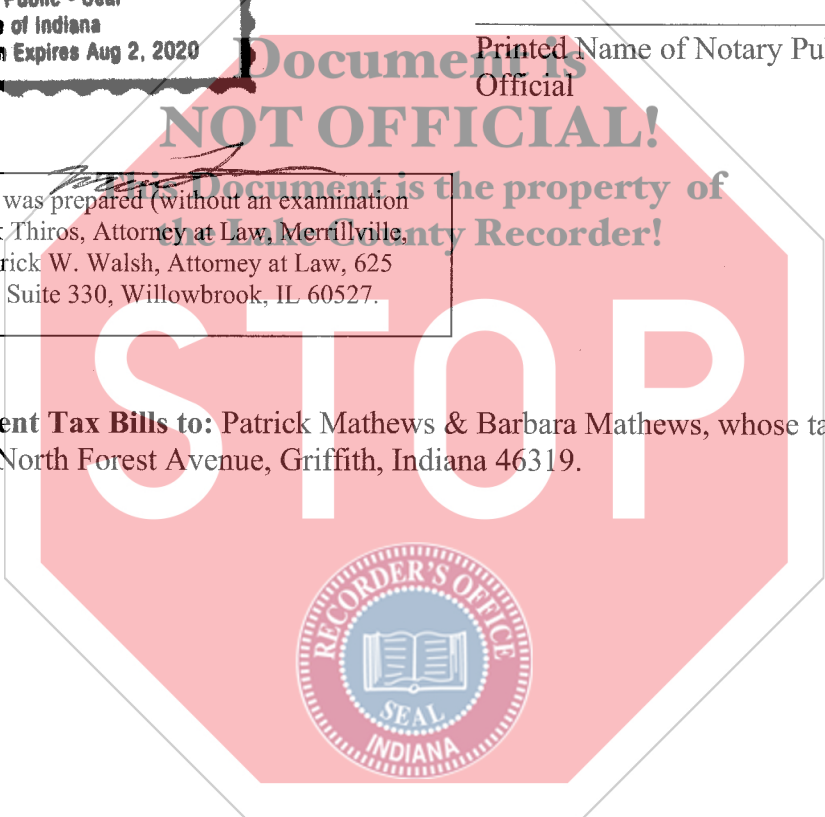 Public - Seal
of Indiana
Expires Aug 2, 2020
Printed Name of Notary Pu
Official
Document is
NOT OFFICIAL!
This Document is the property of
the Lake County Recorder!
was prepared (without an examination
Thiros, Attorney at Law, Merrillville,
rick W. Walsh, Attorney at Law, 625
Suite 330, Willowbrook, IL 60527.
STOP
ent Tax Bills to: Patrick Mathews & Barbara Mathews, whose ta
North Forest Avenue, Griffith, Indiana 46319.
RECORDER'S OFFICE
SEAL
INDIANA